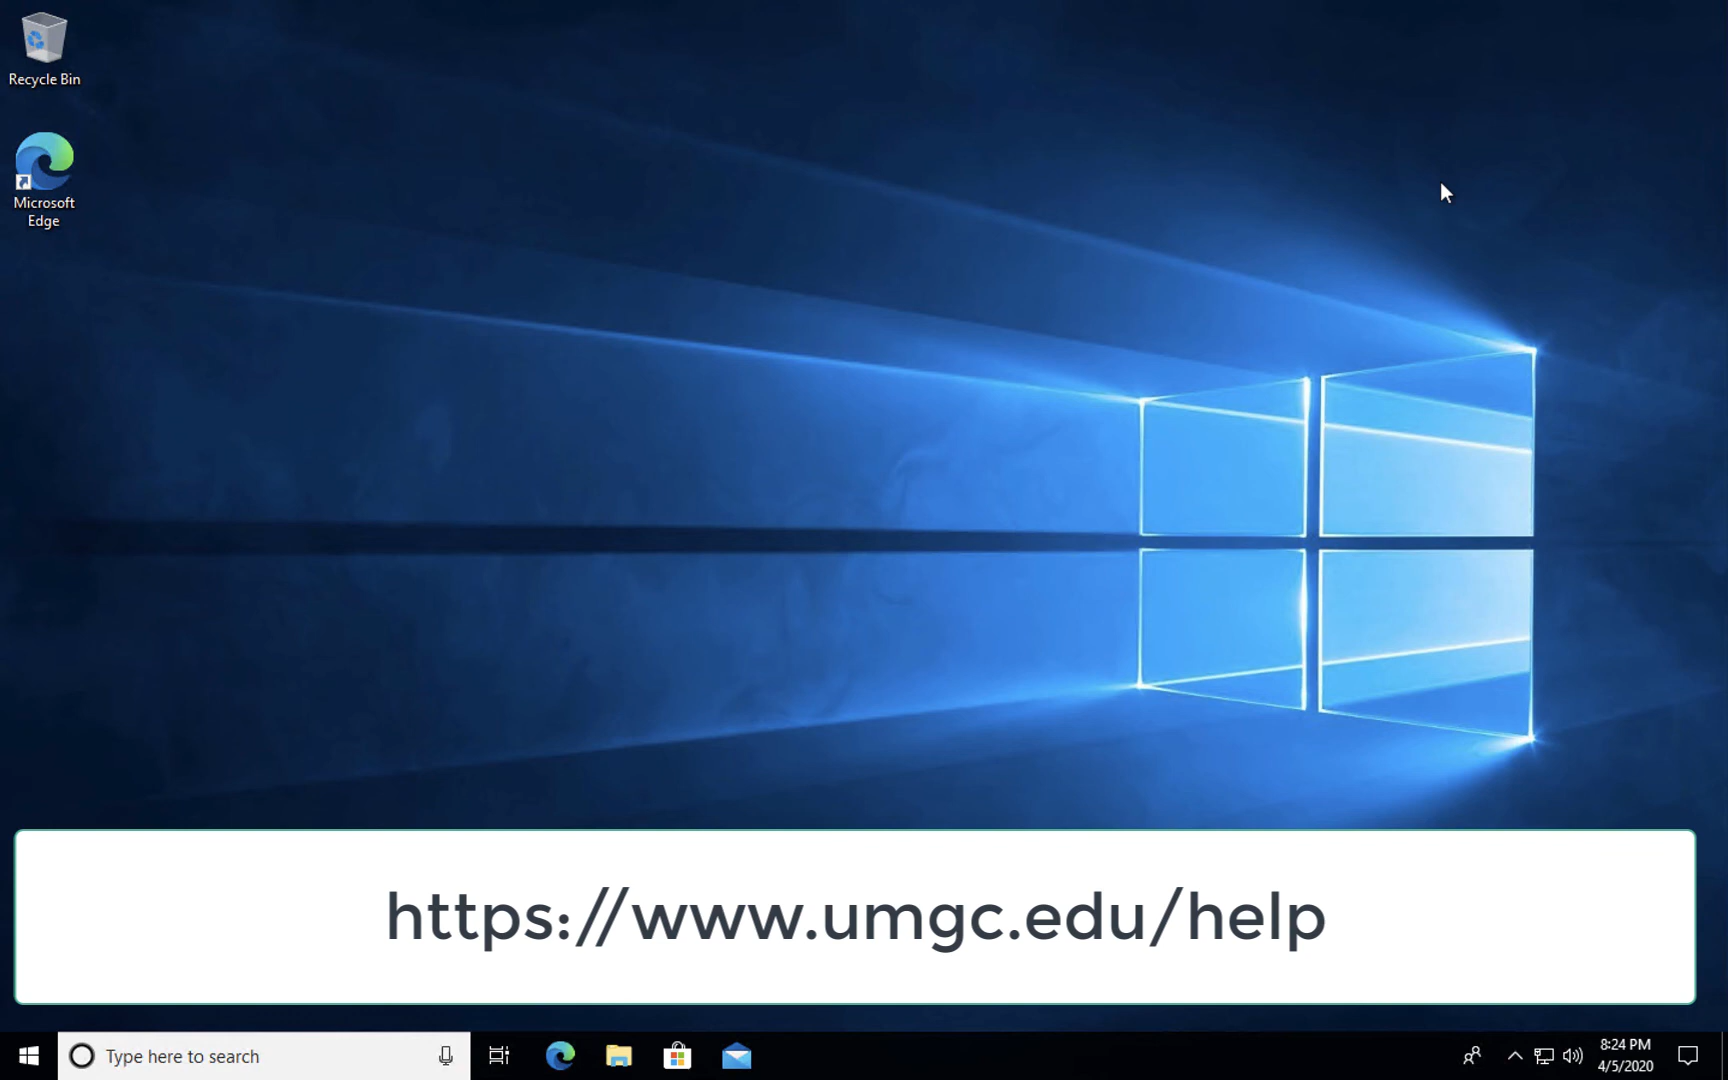 Recycle Bin
Microsoft
Edge
https://www.umgc.edu/help
Type here to search
8:24 PM
4/5/2020